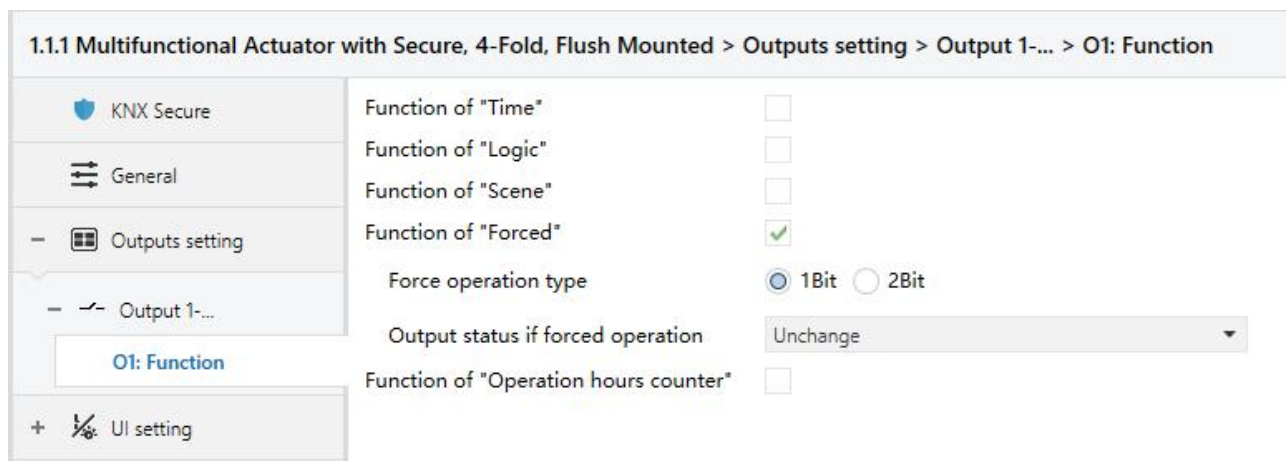 1.1.1 Multifunctional Actuator with Secure, 4-Fold, Flush Mounted > Outputs setting > Output 1-... > O1: Function
KNX Secure
General
Outputs setting
Output 1-...
O1: Function
UI setting
Function of "Time"
Function of "Logic"
Function of "Scene"
Function of "Forced"
Force operation type 1Bit 2Bit
Output status if forced operation Unchange
Function of "Operation hours counter"